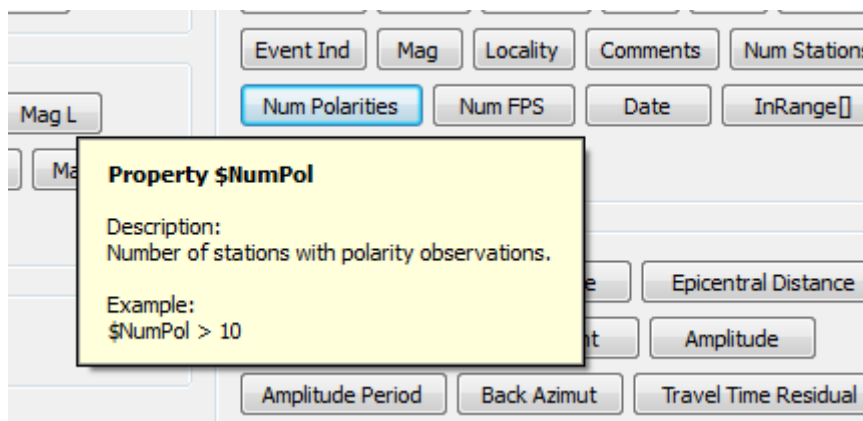 Event Ind
Mag
Locality
Comments
Num Stations
Mag L
Num Polarities
Num FPS
Date
InRange[]
Ma
Property $NumPol
Description:
Number of stations with polarity observations.
Example:
$NumPol > 10
e
Epicentral Distance
nt
Amplitude
Amplitude Period
Back Azimut
Travel Time Residual